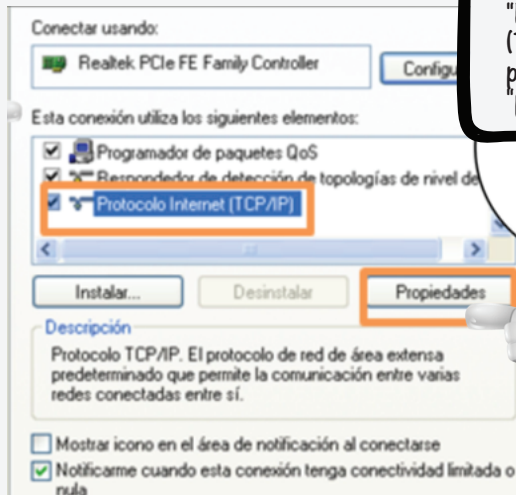 Conectar usando:
Realtek PCIe FE Family Controller
Configu
Esta conexión utiliza los siguientes elementos:
Programador de paquetes QoS
Respondedor de detección de topologías de nivel de
Protocolo Internet (TCP/IP)
Instalar...
Desinstalar
Propiedades
Descripción
Protocolo TCP/IP. El protocolo de red de área extensa
predeterminado que permite la comunicación entre varias
redes conectadas entre sí.
Mostrar icono en el área de notificación al conectarse
Notificarme cuando esta conexión tenga conectividad limitada o
nula